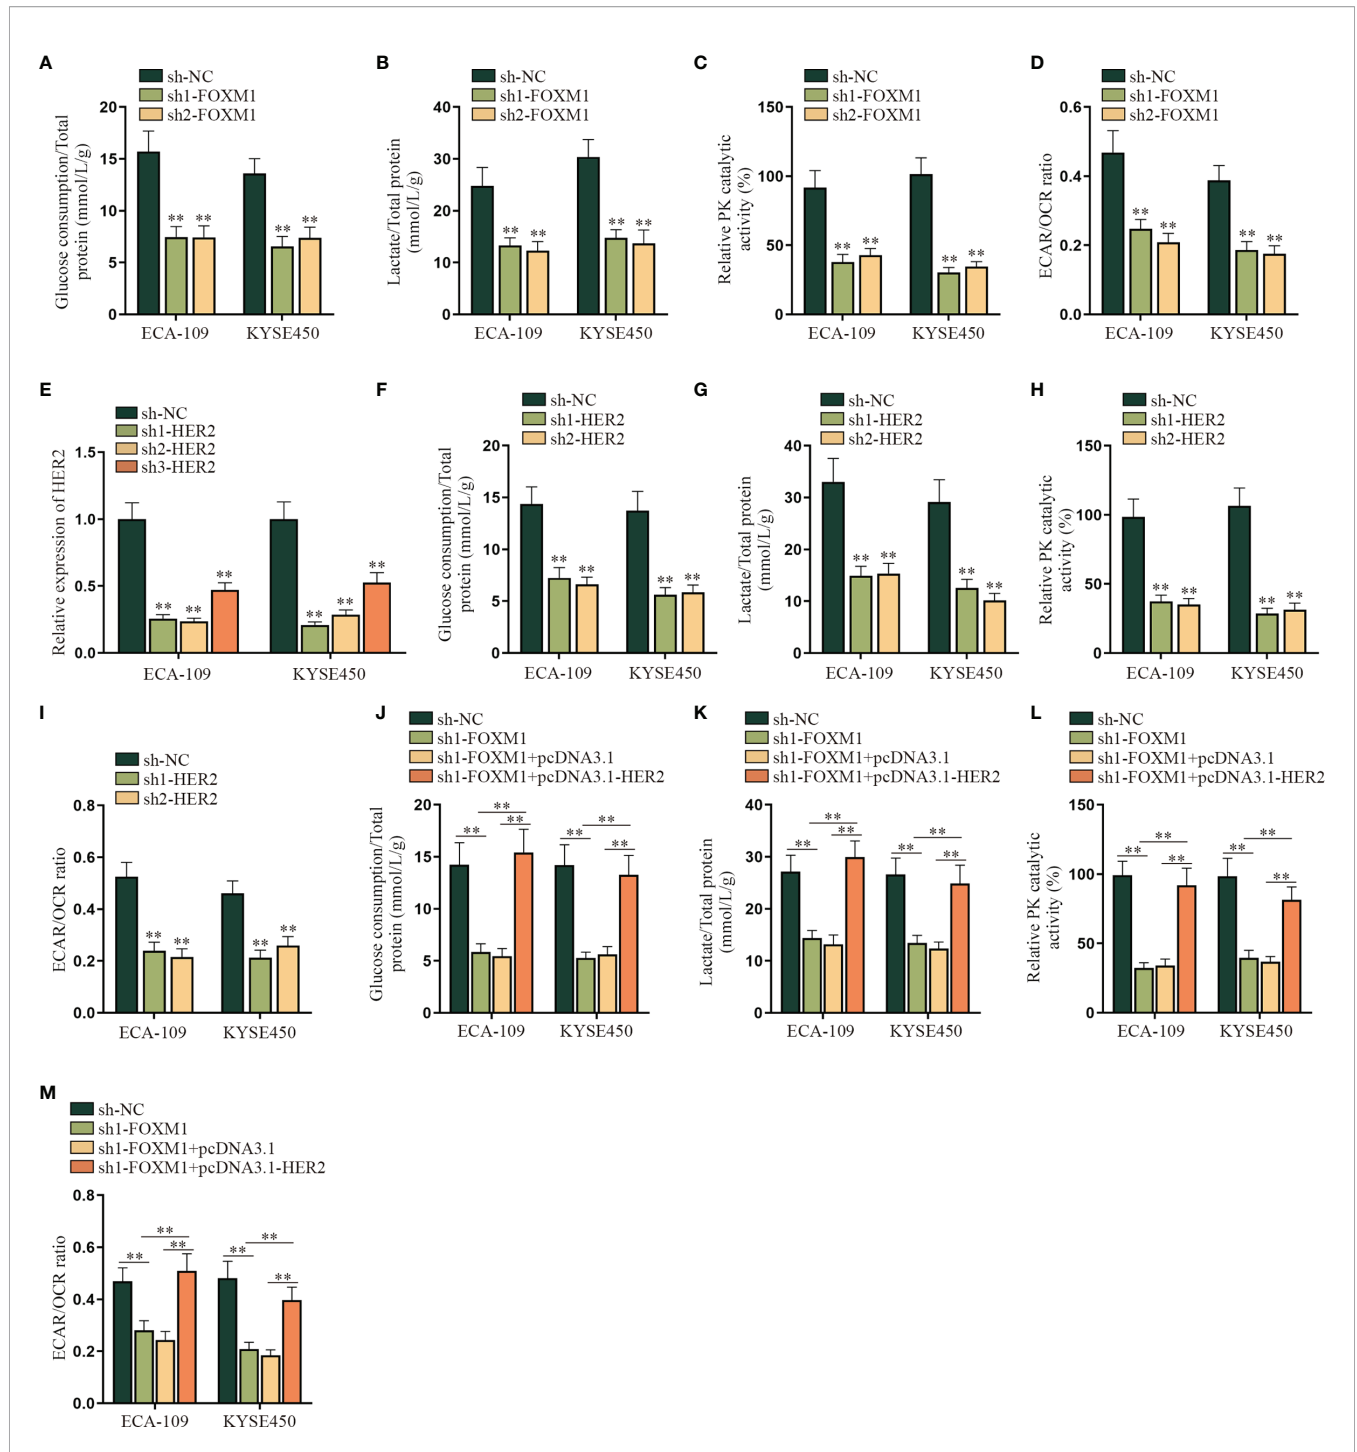 A
sh-NC
sh1-FOXM1
sh2-FOXM1
Glucose consumption/Total
protein (mmol/L/g)
20
15
10
5
0
** ** ** **
ECA-109 KYSE450
B
sh-NC
sh1-FOXM1
sh2-FOXM1
Lactate/Total protein
(mmol/L/g)
40
30
20
10
0
** ** ** **
ECA-109 KYSE450
C
sh-NC
sh1-FOXM1
sh2-FOXM1
Relative PK catalytic
activity (%)
150
100
50
0
** ** ** **
ECA-109 KYSE450
D
sh-NC
sh1-FOXM1
sh2-FOXM1
ECAR/OCR ratio
0.6
0.4
0.2
0.0
** ** ** **
ECA-109 KYSE450
E
sh-NC
sh1-HER2
sh2-HER2
sh3-HER2
Relative expression of HER2
1.5
1.0
0.5
0.0
** ** ** ** ** **
ECA-109 KYSE450
F
sh-NC
sh1-HER2
sh2-HER2
Glucose consumption/Total
protein (mmol/L/g)
20
15
10
5
0
** ** ** **
ECA-109 KYSE450
G
sh-NC
sh1-HER2
sh2-HER2
Lactate/Total protein
(mmol/L/g)
40
30
20
10
0
** ** ** **
ECA-109 KYSE450
H
sh-NC
sh1-HER2
sh2-HER2
Relative PK catalytic
activity (%)
150
100
50
0
** ** ** **
ECA-109 KYSE450
I
sh-NC
sh1-HER2
sh2-HER2
ECAR/OCR ratio
0.8
0.6
0.4
0.2
0.0
** ** ** **
ECA-109 KYSE450
J
sh-NC
sh1-FOXM1
sh1-FOXM1+pcDNA3.1
sh1-FOXM1+pcDNA3.1-HER2
Glucose consumption/Total
protein (mmol/L/g)
20
15
10
5
0
** ** ** ** ** **
ECA-109 KYSE450
K
sh-NC
sh1-FOXM1
sh1-FOXM1+pcDNA3.1
sh1-FOXM1+pcDNA3.1-HER2
Lactate/Total protein
(mmol/L/g)
40
30
20
10
0
** ** ** ** ** **
ECA-109 KYSE450
L
sh-NC
sh1-FOXM1
sh1-FOXM1+pcDNA3.1
sh1-FOXM1+pcDNA3.1-HER2
Relative PK catalytic
activity (%)
150
100
50
0
** ** ** ** ** **
ECA-109 KYSE450
M
sh-NC
sh1-FOXM1
sh1-FOXM1+pcDNA3.1
sh1-FOXM1+pcDNA3.1-HER2
ECAR/OCR ratio
0.8
0.6
0.4
0.2
0.0
** ** ** ** ** **
ECA-109 KYSE450